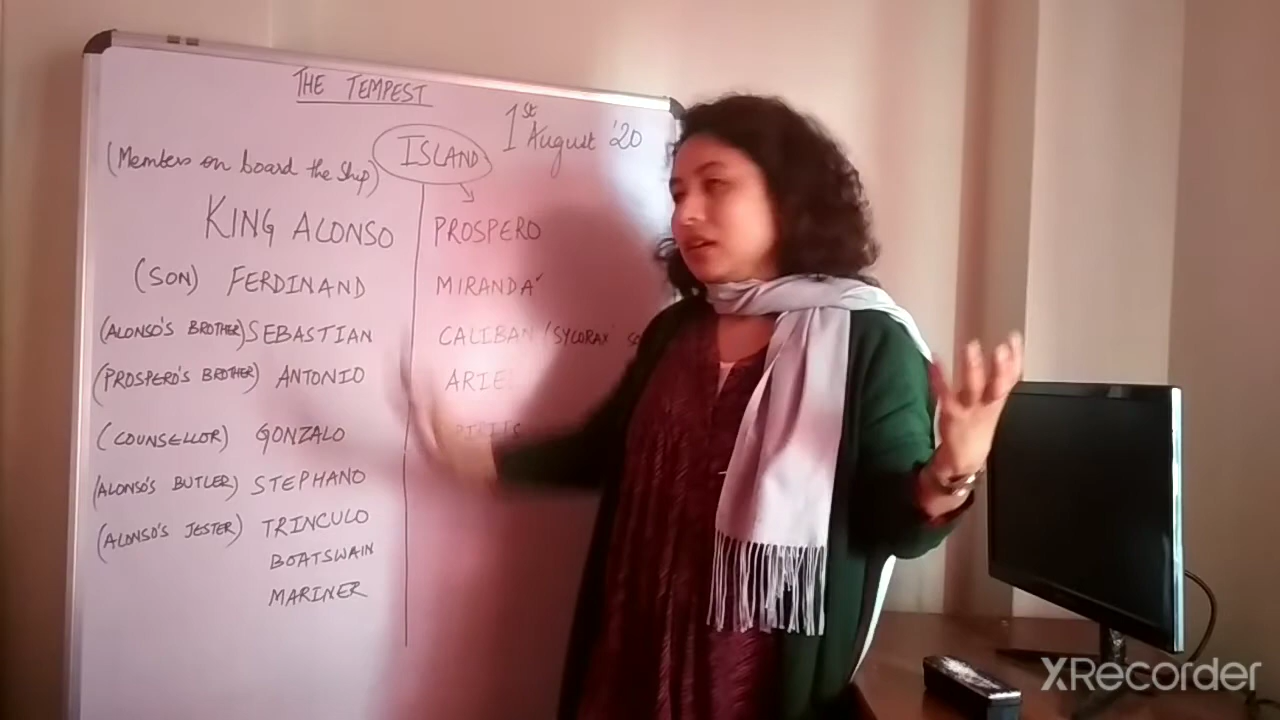 THE TEMPEST
1st August '20
(Members on board the ship)
ISLAND
KING ALONSO
(SON) FERDINAND
(ALONSO'S BROTHER) SEBASTIAN
(PROSPERO'S BROTHER) ANTONIO
(COUNSELLOR) GONZALO
(ALONSO'S BUTLER) STEPHANO
(ALONSO'S JESTER) TRINCULO
BOATSWAIN
MARINER
PROSPERO
MIRANDA
CALIBAN (SYCORAX'
ARIE
XRecorder